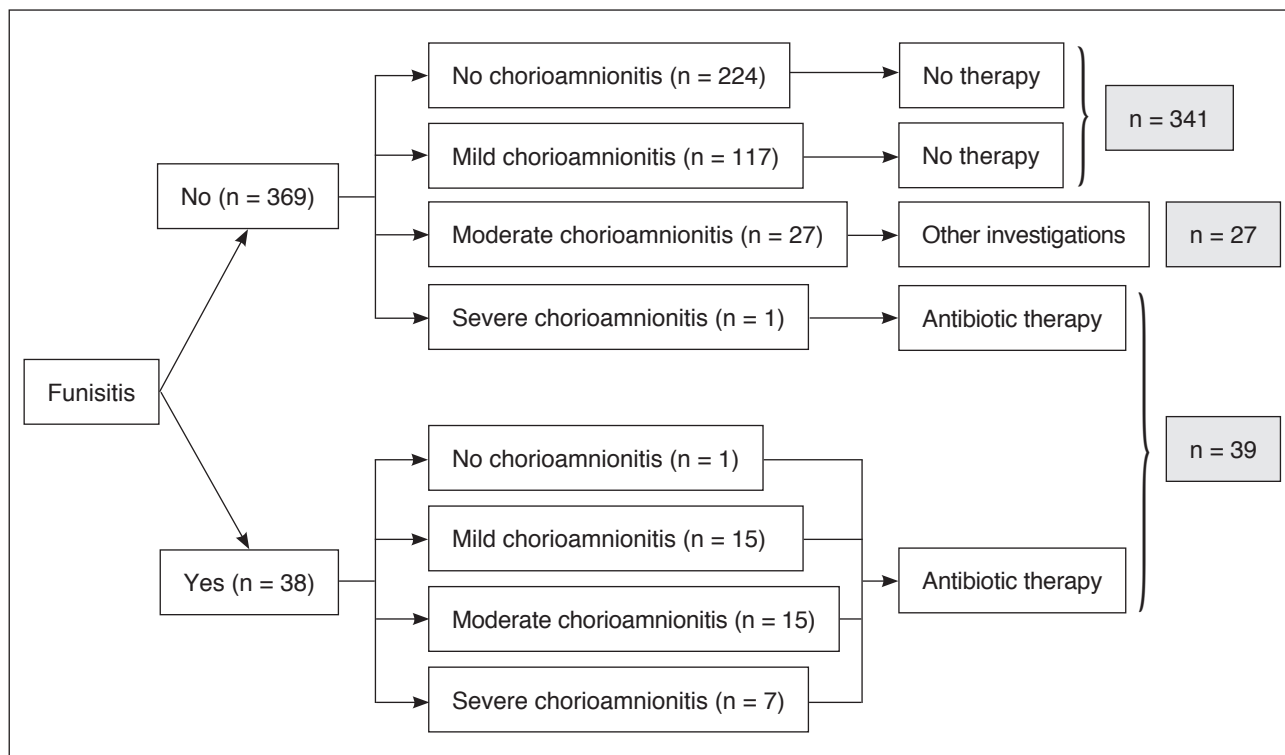 No chorioamnionitis (n = 224)
No therapy
n = 341
Mild chorioamnionitis (n = 117)
No therapy
No (n = 369)
Moderate chorioamnionitis (n = 27)
Other investigations
n = 27
Severe chorioamnionitis (n = 1)
Antibiotic therapy
Funisitis
No chorioamnionitis (n = 1)
n = 39
Mild chorioamnionitis (n = 15)
Yes (n = 38)
Antibiotic therapy
Moderate chorioamnionitis (n = 15)
Severe chorioamnionitis (n = 7)